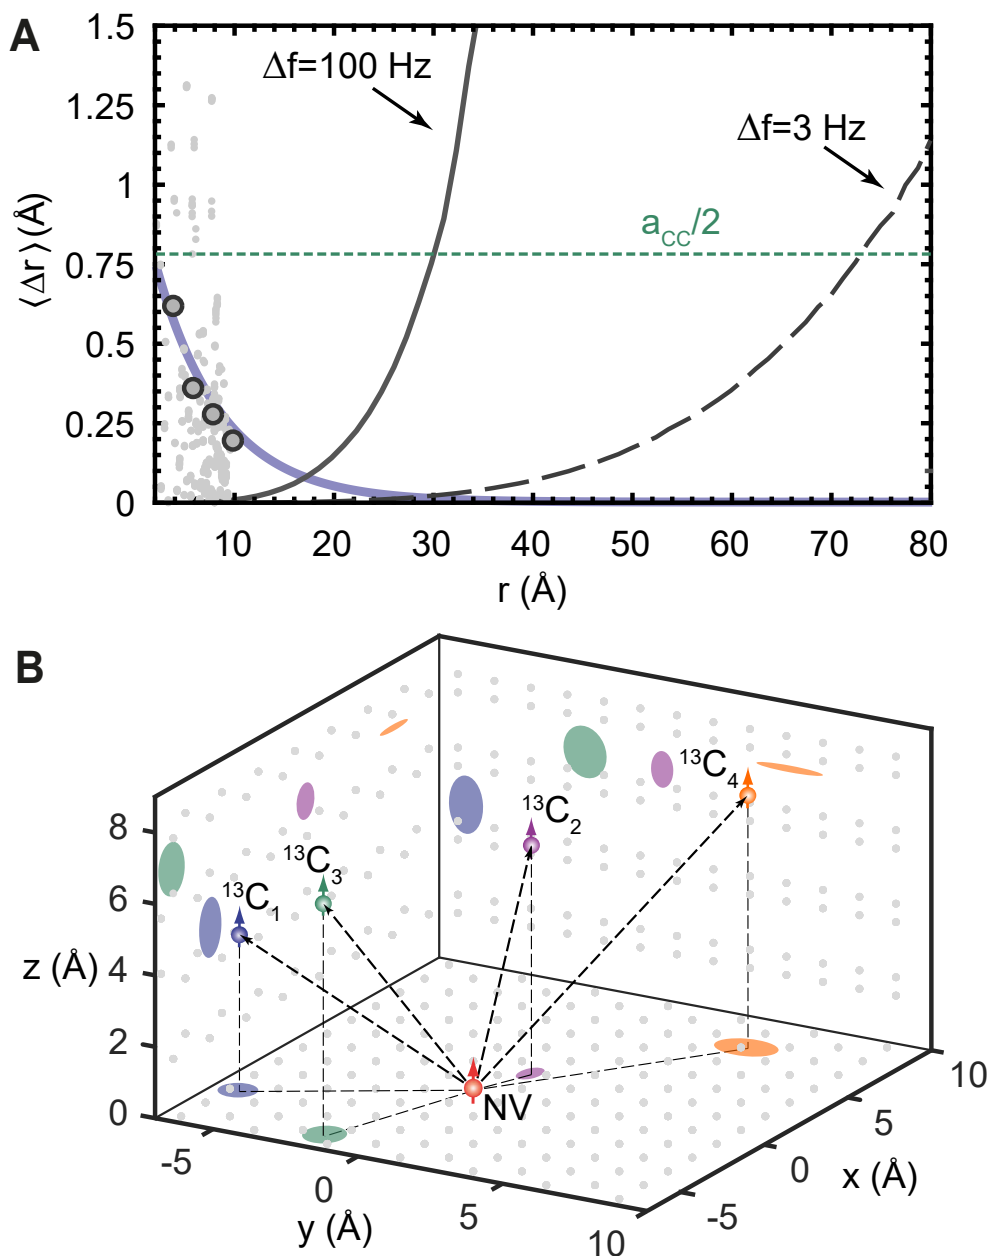 A
1.5
1.25
1
0.75
0.5
0.25
0
⟨Δr⟩(Å)
Δf=100 Hz
Δf=3 Hz
a_CC/2
10 20 30 40 50 60 70 80
r (Å)
B
8
6
4
2
0
z (Å)
¹³C₁
¹³C₃
¹³C₂
¹³C₄
NV
-5 0 5 10
y (Å)
-5 0 5 10
x (Å)